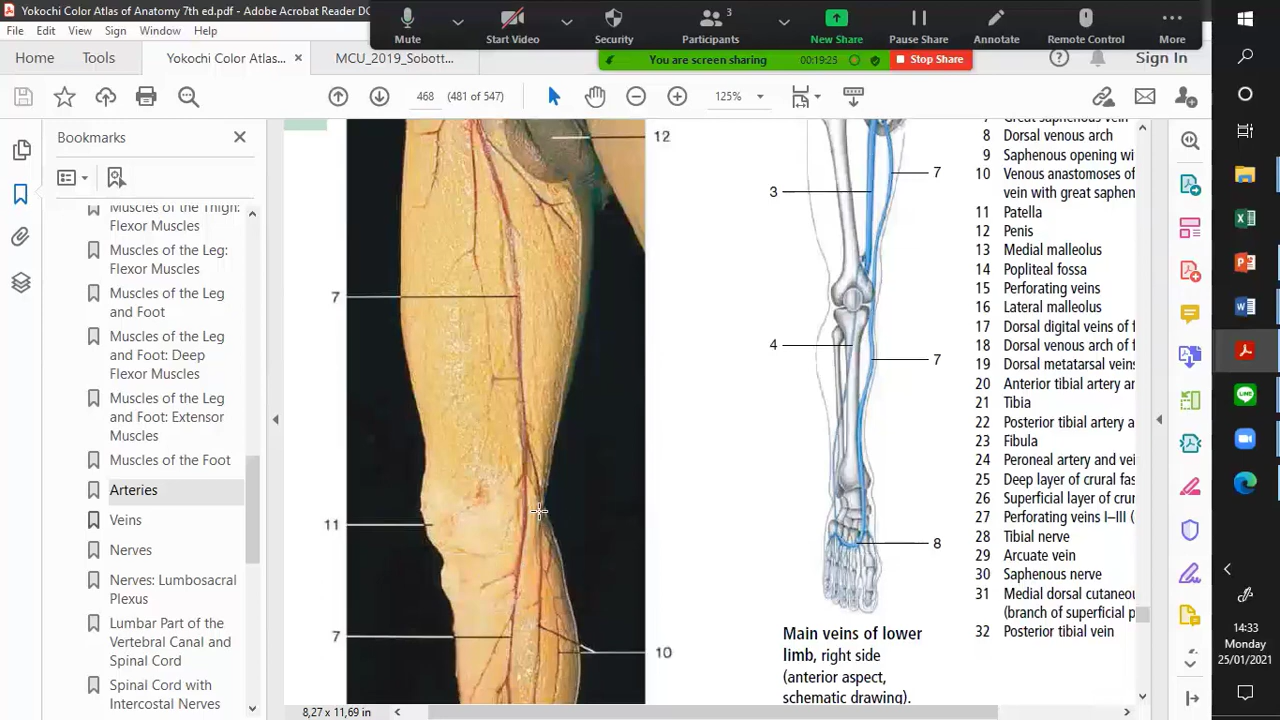 Yokochi Color Atlas of Anatomy 7th ed.pdf - Adobe Acrobat Reader DC
File Edit View Sign Window Help
Mute
Start Video
Security
Participants
3
New Share
Pause Share
Annotate
Remote Control
More
You are screen sharing
00:19:25
Stop Share
Home
Tools
Yokochi Color Atlas...
MCU_2019_Sobott...
Sign In
468
(481 of 547)
125%
Bookmarks
Muscles of the Thigh:
Flexor Muscles
Muscles of the Leg:
Flexor Muscles
Muscles of the Leg
and Foot
Muscles of the Leg
and Foot: Deep
Flexor Muscles
Muscles of the Leg
and Foot: Extensor
Muscles
Muscles of the Foot
Arteries
Veins
Nerves
Nerves: Lumbosacral
Plexus
Lumbar Part of the
Vertebral Canal and
Spinal Cord
Spinal Cord with
Intercostal Nerves
12
7
11
7
10
3
7
4
7
8
Main veins of lower
limb, right side
(anterior aspect,
schematic drawing).
7 Great saphenous vein
8 Dorsal venous arch
9 Saphenous opening wi
10 Venous anastomoses of
vein with great saphen
11 Patella
12 Penis
13 Medial malleolus
14 Popliteal fossa
15 Perforating veins
16 Lateral malleolus
17 Dorsal digital veins of f
18 Dorsal venous arch of f
19 Dorsal metatarsal veins
20 Anterior tibial artery ar
21 Tibia
22 Posterior tibial artery a
23 Fibula
24 Peroneal artery and vei
25 Deep layer of crural fas
26 Superficial layer of crur
27 Perforating veins I–III (
28 Tibial nerve
29 Arcuate vein
30 Saphenous nerve
31 Medial dorsal cutaneou
(branch of superficial p
32 Posterior tibial vein
8,27 x 11,69 in
14:33
Monday
25/01/2021